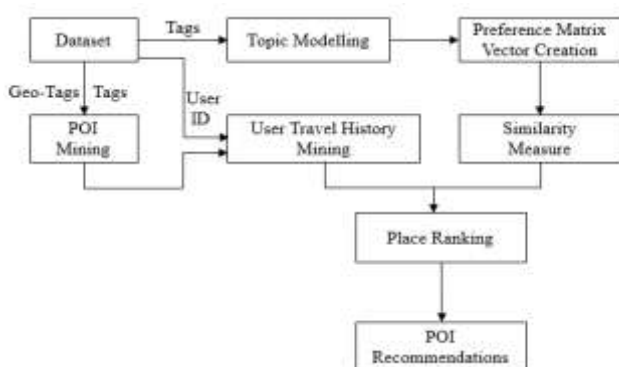 Tags
Dataset
Topic Modelling
Preference Matrix
Vector Creation
Geo-Tags
Tags
User
ID
POI
Mining
User Travel History
Mining
Similarity
Measure
Place Ranking
POI
Recommendations